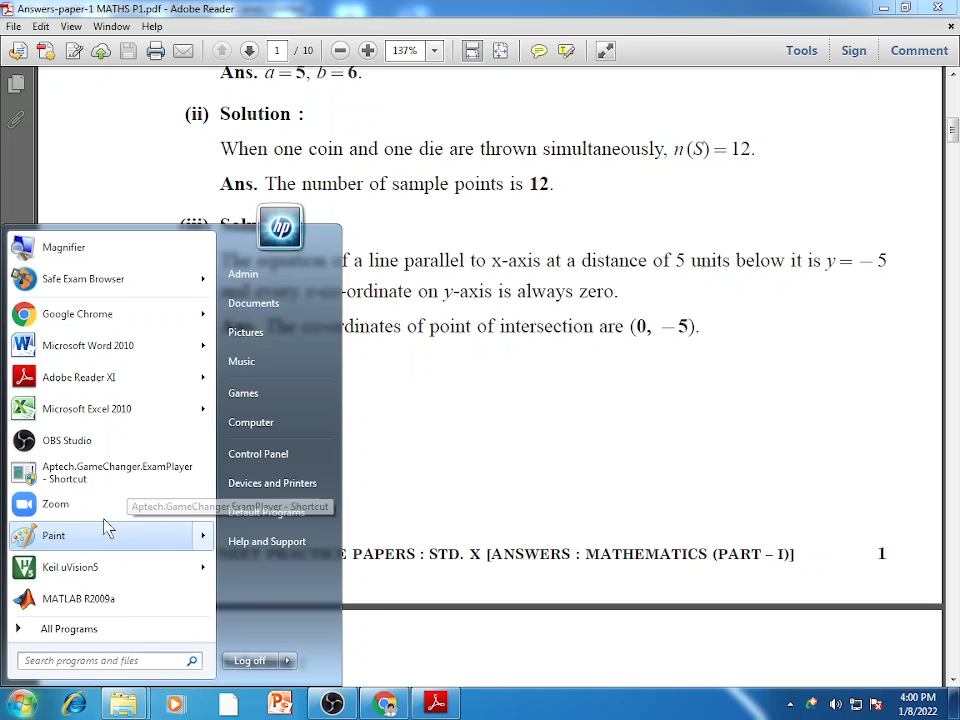 Answers-paper-1 MATHS P1.pdf - Adobe Reader
File Edit View Window Help
1 / 10 137% Tools Sign Comment
Ans. a = 5, b = 6.
(ii) Solution :
When one coin and one die are thrown simultaneously, n (S) = 12.
Ans. The number of sample points is 12.
(iii) Solu
The equation of a line parallel to x-axis at a distance of 5 units below it is y = − 5
and every x-co-ordinate on y-axis is always zero.
Ans. The co-ordinates of point of intersection are (0, − 5).
PRACTICE PAPERS : STD. X [ANSWERS : MATHEMATICS (PART – I)] 1
hp
Magnifier
Safe Exam Browser
Google Chrome
Microsoft Word 2010
Adobe Reader XI
Microsoft Excel 2010
OBS Studio
Aptech.GameChanger.ExamPlayer
- Shortcut
Zoom
Aptech.GameChanger.ExamPlayer - Shortcut
Paint
Keil uVision5
MATLAB R2009a
All Programs
Search programs and files
Admin
Documents
Pictures
Music
Games
Computer
Control Panel
Devices and Printers
Default Programs
Help and Support
Log off
4:00 PM
1/8/2022